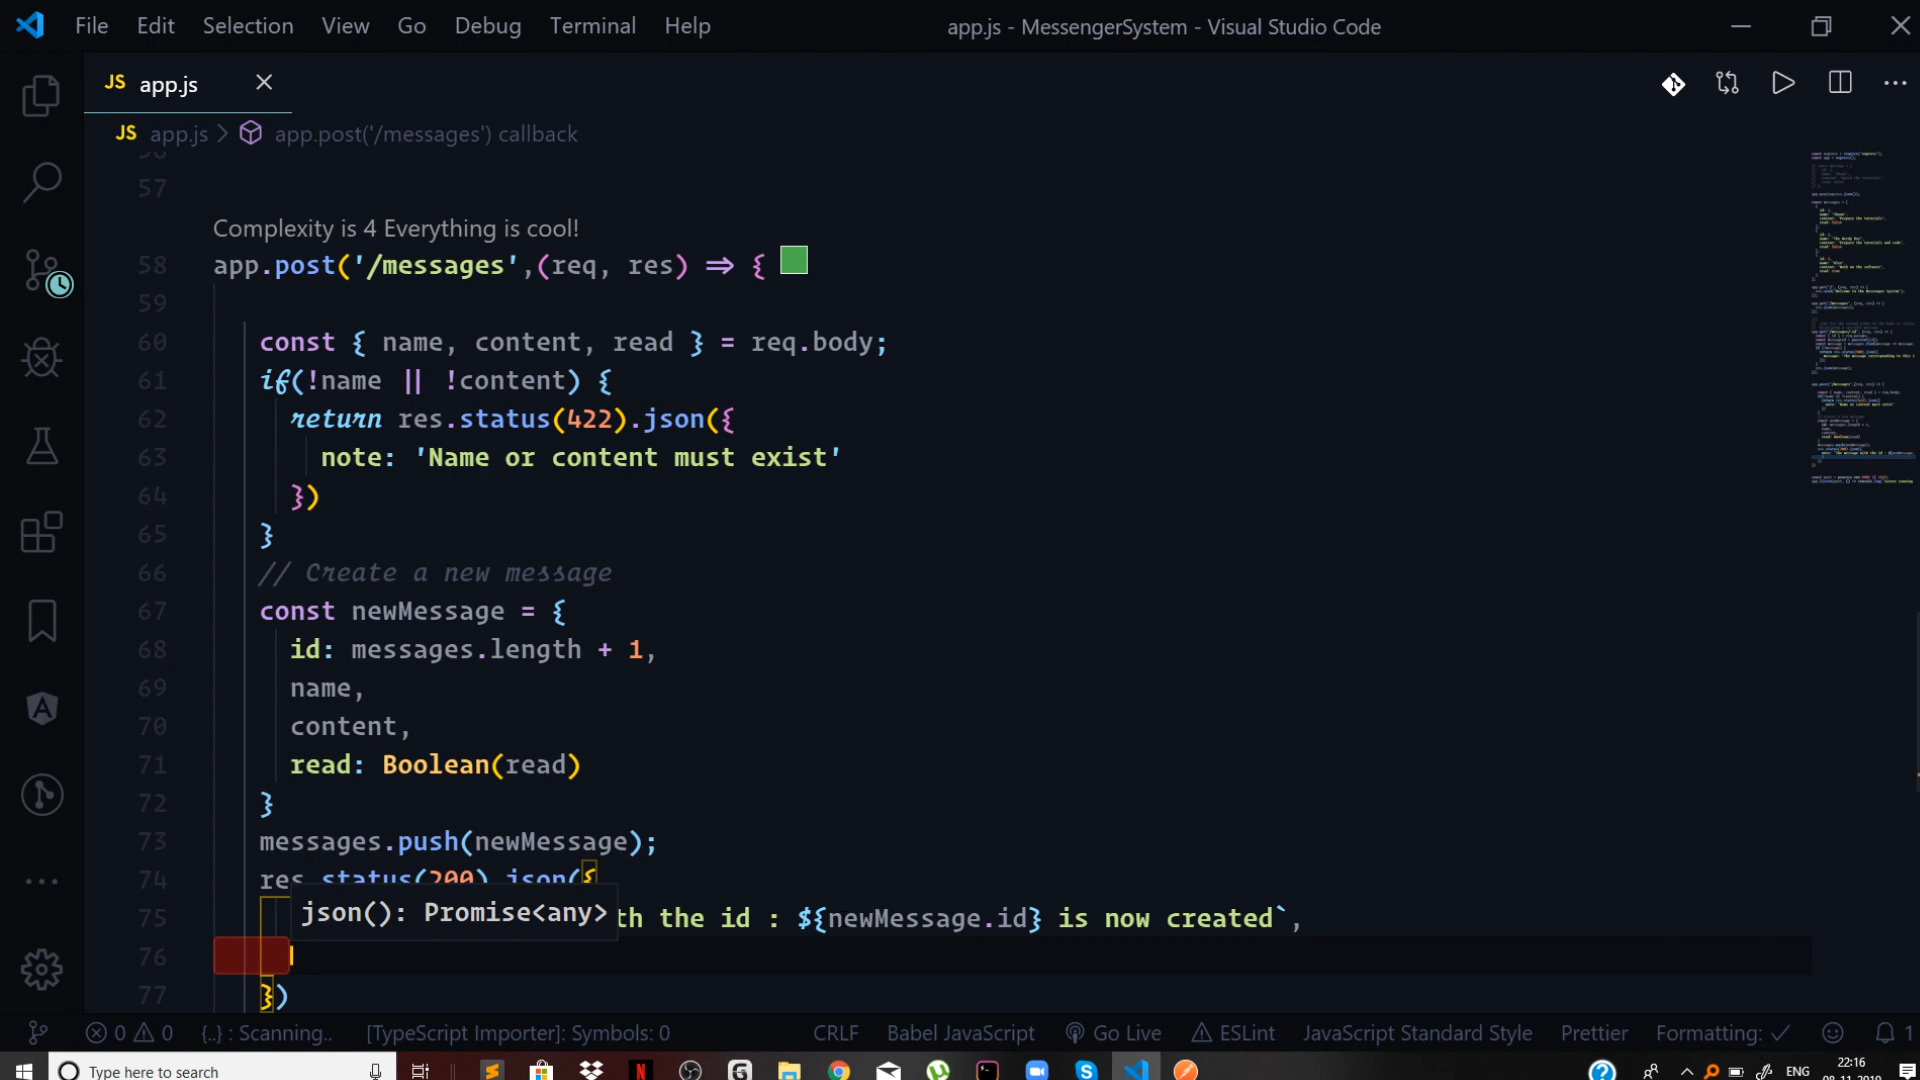 File Edit Selection View Go Debug Terminal Help
app.js - MessengerSystem - Visual Studio Code
JS app.js
JS app.js > app.post('/messages') callback
57
Complexity is 4 Everything is cool!
58 app.post('/messages',(req, res) => {
59
60 const { name, content, read } = req.body;
61 if(!name || !content) {
62 return res.status(422).json({
63 note: 'Name or content must exist'
64 })
65 }
66 // Create a new message
67 const newMessage = {
68 id: messages.length + 1,
69 name,
70 content,
71 read: Boolean(read)
72 }
73 messages.push(newMessage);
74 res.status(200).json({
json(): Promise<any>
75 th the id : ${newMessage.id} is now created`,
76
77 })
0 0 {..} : Scanning.. [TypeScript Importer]: Symbols: 0 CRLF Babel JavaScript Go Live ESLint JavaScript Standard Style Prettier Formatting: ✓ 1
Type here to search
ENG 22:16
08-11-2019